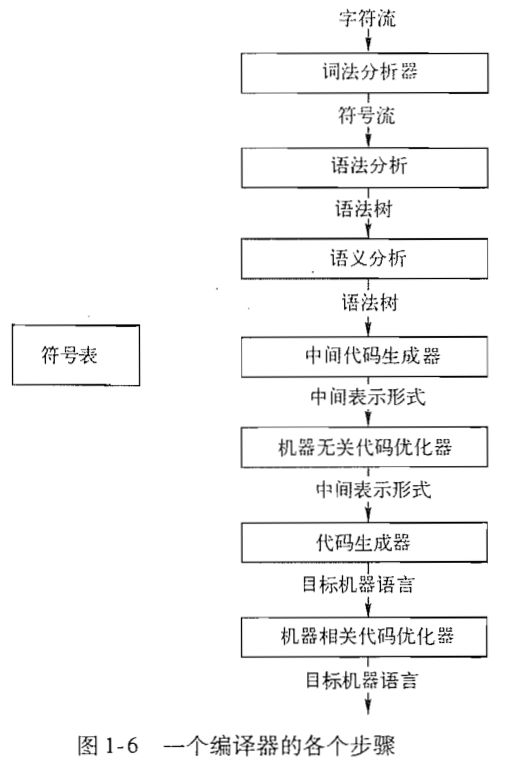 字符流
词法分析器
符号流
语法分析
语法树
语义分析
语法树
符号表
中间代码生成器
中间表示形式
机器无关代码优化器
中间表示形式
代码生成器
目标机器语言
机器相关代码优化器
目标机器语言
图 1-6 一个编译器的各个步骤